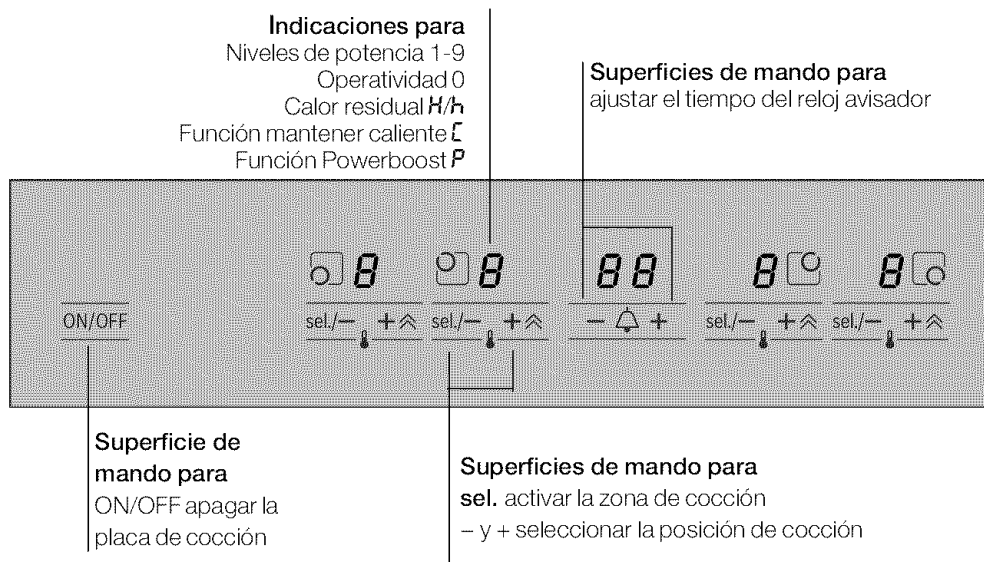 Indicaciones para
Niveles de potencia 1-9
Operatividad 0
Calor residual H/h
Función mantener caliente C
Función Powerboost P
Superficies de mando para
ajustar el tiempo del reloj avisador
8 8 88 8 8
ON/OFF sel./− + sel./− + − + sel./− + sel./− +
Superficie de
mando para
ON/OFF apagar la
placa de cocción
Superficies de mando para
sel. activar la zona de cocción
– y + seleccionar la posición de cocción